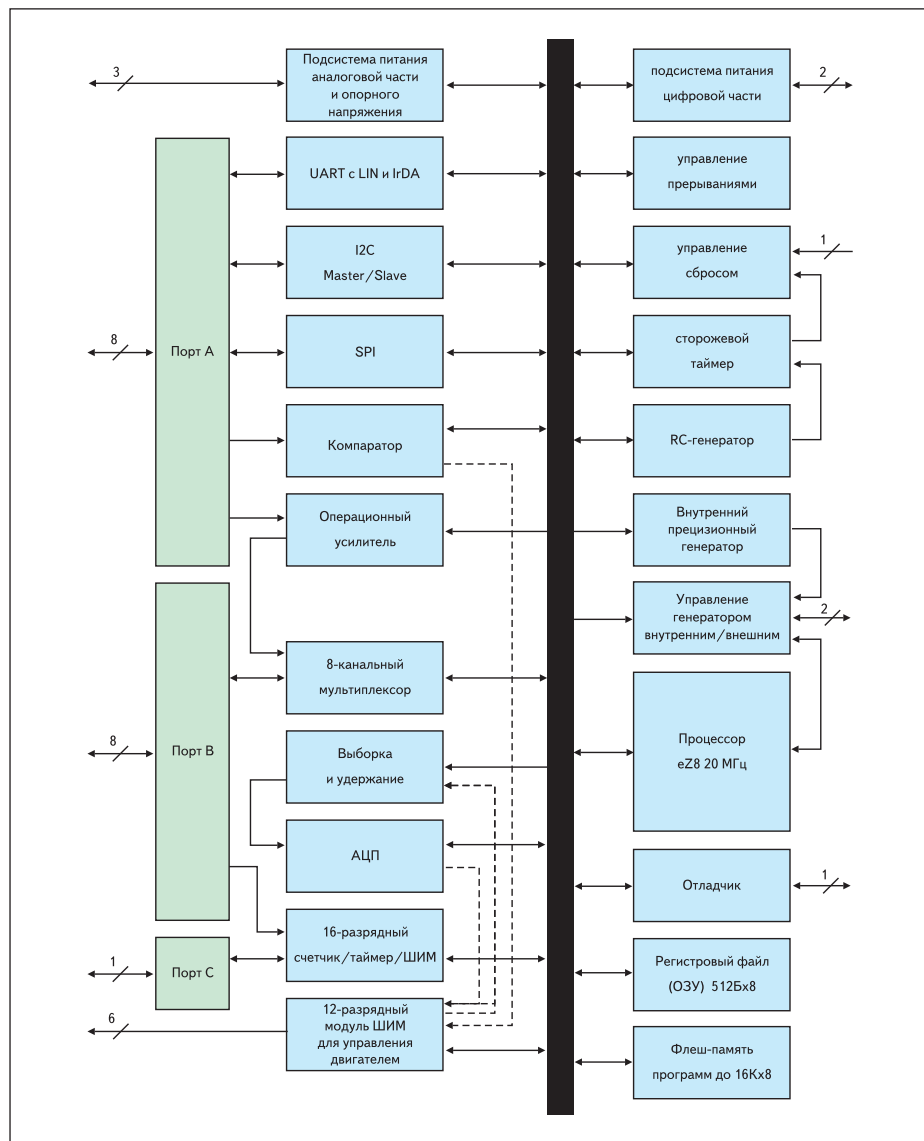 3
Подсистема питания
аналоговой части
и опорного
напряжения
подсистема питания
цифровой части
2
UART с LIN и IrDA
управление
прерываниями
I2C
Master/Slave
управление
сбросом
1
8
Порт А
SPI
сторожевой
таймер
Компаратор
RC-генератор
Операционный
усилитель
Внутренний
прецизионный
генератор
Управление
генератором
внутренним/внешним
2
8-канальный
мультиплексор
8
Порт В
Выборка
и удержание
Процессор
eZ8 20 МГц
АЦП
Отладчик
1
16-разрядный
счетчик/таймер/ШИМ
1
Порт С
Регистровый файл
(ОЗУ) 512Бx8
6
12-разрядный
модуль ШИМ
для управления
двигателем
Флеш-память
программ до 16Kx8